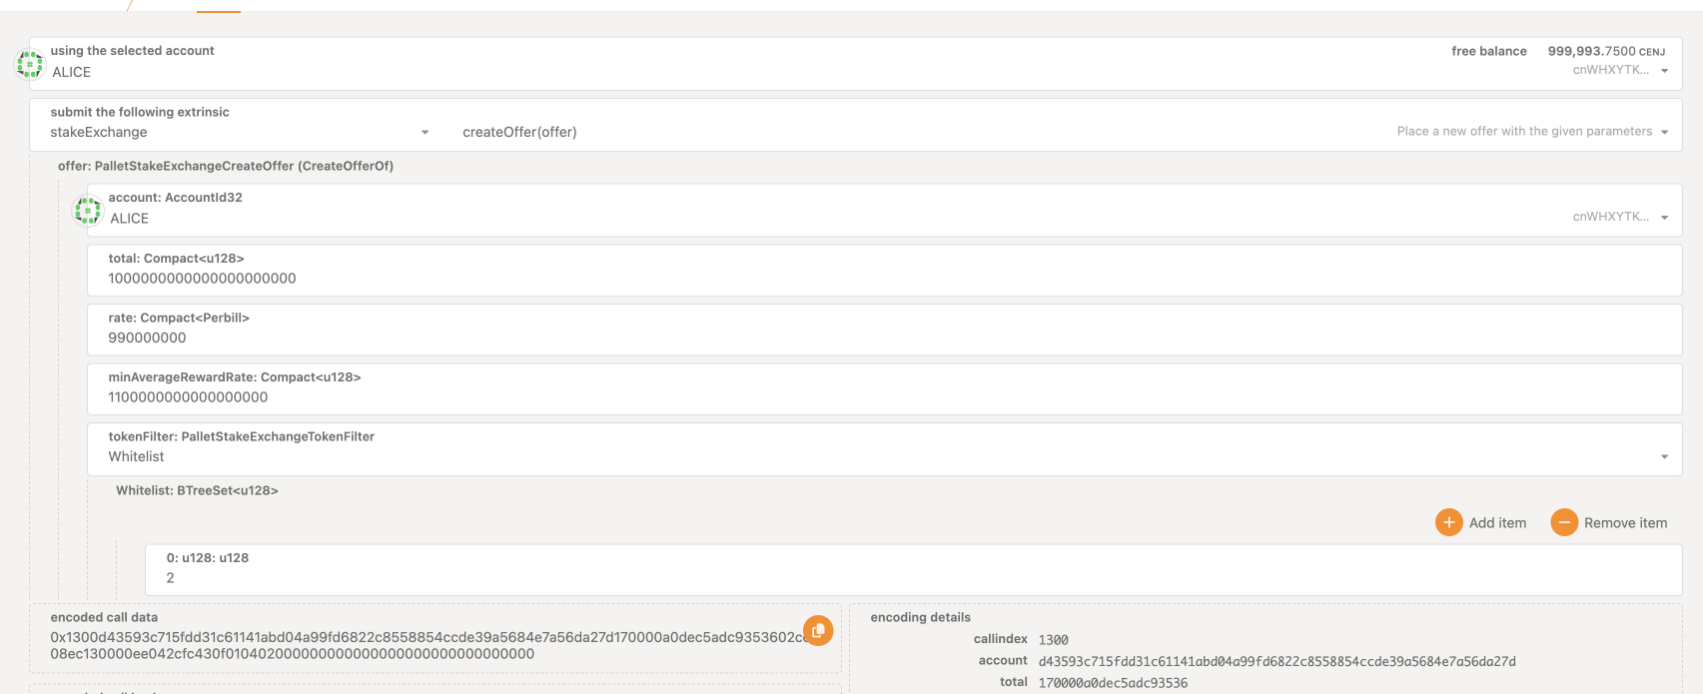 using the selected account
free balance 999,993.7500 CENJ
ALICE
cnWHXYTK...
submit the following extrinsic
stakeExchange createOffer(offer) Place a new offer with the given parameters
offer: PalletStakeExchangeCreateOffer (CreateOfferOf)
account: AccountId32
ALICE cnWHXYTK...
total: Compact<u128>
1000000000000000000000
rate: Compact<Perbill>
990000000
minAverageRewardRate: Compact<u128>
1100000000000000000
tokenFilter: PalletStakeExchangeTokenFilter
Whitelist
Whitelist: BTreeSet<u128>
Add item Remove item
0: u128: u128
2
encoded call data
0x1300d43593c715fdd31c61141abd04a99fd6822c8558854ccde39a5684e7a56da27d170000a0dec5adc9353602c
08ec130000ee042cfc430f010402000000000000000000000000000000
encoding details
callindex 1300
account d43593c715fdd31c61141abd04a99fd6822c8558854ccde39a5684e7a56da27d
total 170000a0dec5adc93536